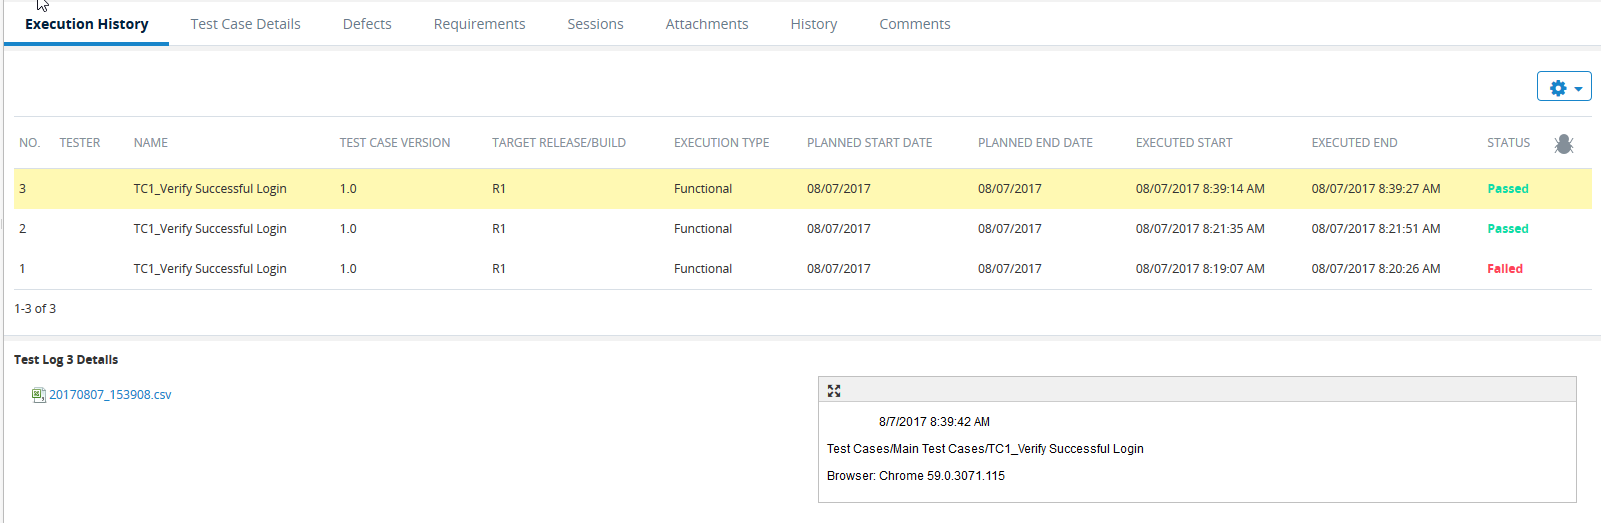 Execution History Test Case Details Defects Requirements Sessions Attachments History Comments
NO. TESTER NAME TEST CASE VERSION TARGET RELEASE/BUILD EXECUTION TYPE PLANNED START DATE PLANNED END DATE EXECUTED START EXECUTED END STATUS
3 TC1_Verify Successful Login 1.0 R1 Functional 08/07/2017 08/07/2017 08/07/2017 8:39:14 AM 08/07/2017 8:39:27 AM Passed
2 TC1_Verify Successful Login 1.0 R1 Functional 08/07/2017 08/07/2017 08/07/2017 8:21:35 AM 08/07/2017 8:21:51 AM Passed
1 TC1_Verify Successful Login 1.0 R1 Functional 08/07/2017 08/07/2017 08/07/2017 8:19:07 AM 08/07/2017 8:20:26 AM Failed
1-3 of 3
Test Log 3 Details
20170807_153908.csv
8/7/2017 8:39:42 AM
Test Cases/Main Test Cases/TC1_Verify Successful Login
Browser: Chrome 59.0.3071.115